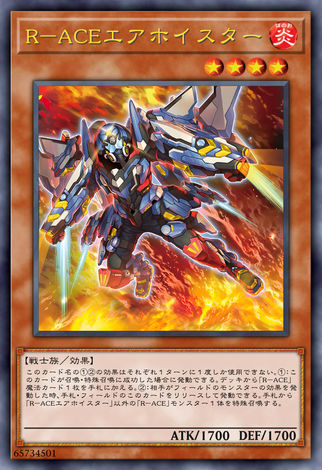 R-ACEエアホイスター
炎
ほのお
【戦士族／効果】
このカード名の①②の効果はそれぞれ１ターンに１度しか使用できない。①：こ
のカードが召喚・特殊召喚に成功した場合に発動できる。デッキから「R-ACE」
魔法カード１枚を手札に加える。②：相手がフィールドのモンスターの効果を発
動した時、手札・フィールドのこのカードをリリースして発動できる。手札から
「R-ACEエアホイスター」以外の「R-ACE」モンスター１体を特殊召喚する。
ATK/1700 DEF/1700
65734501